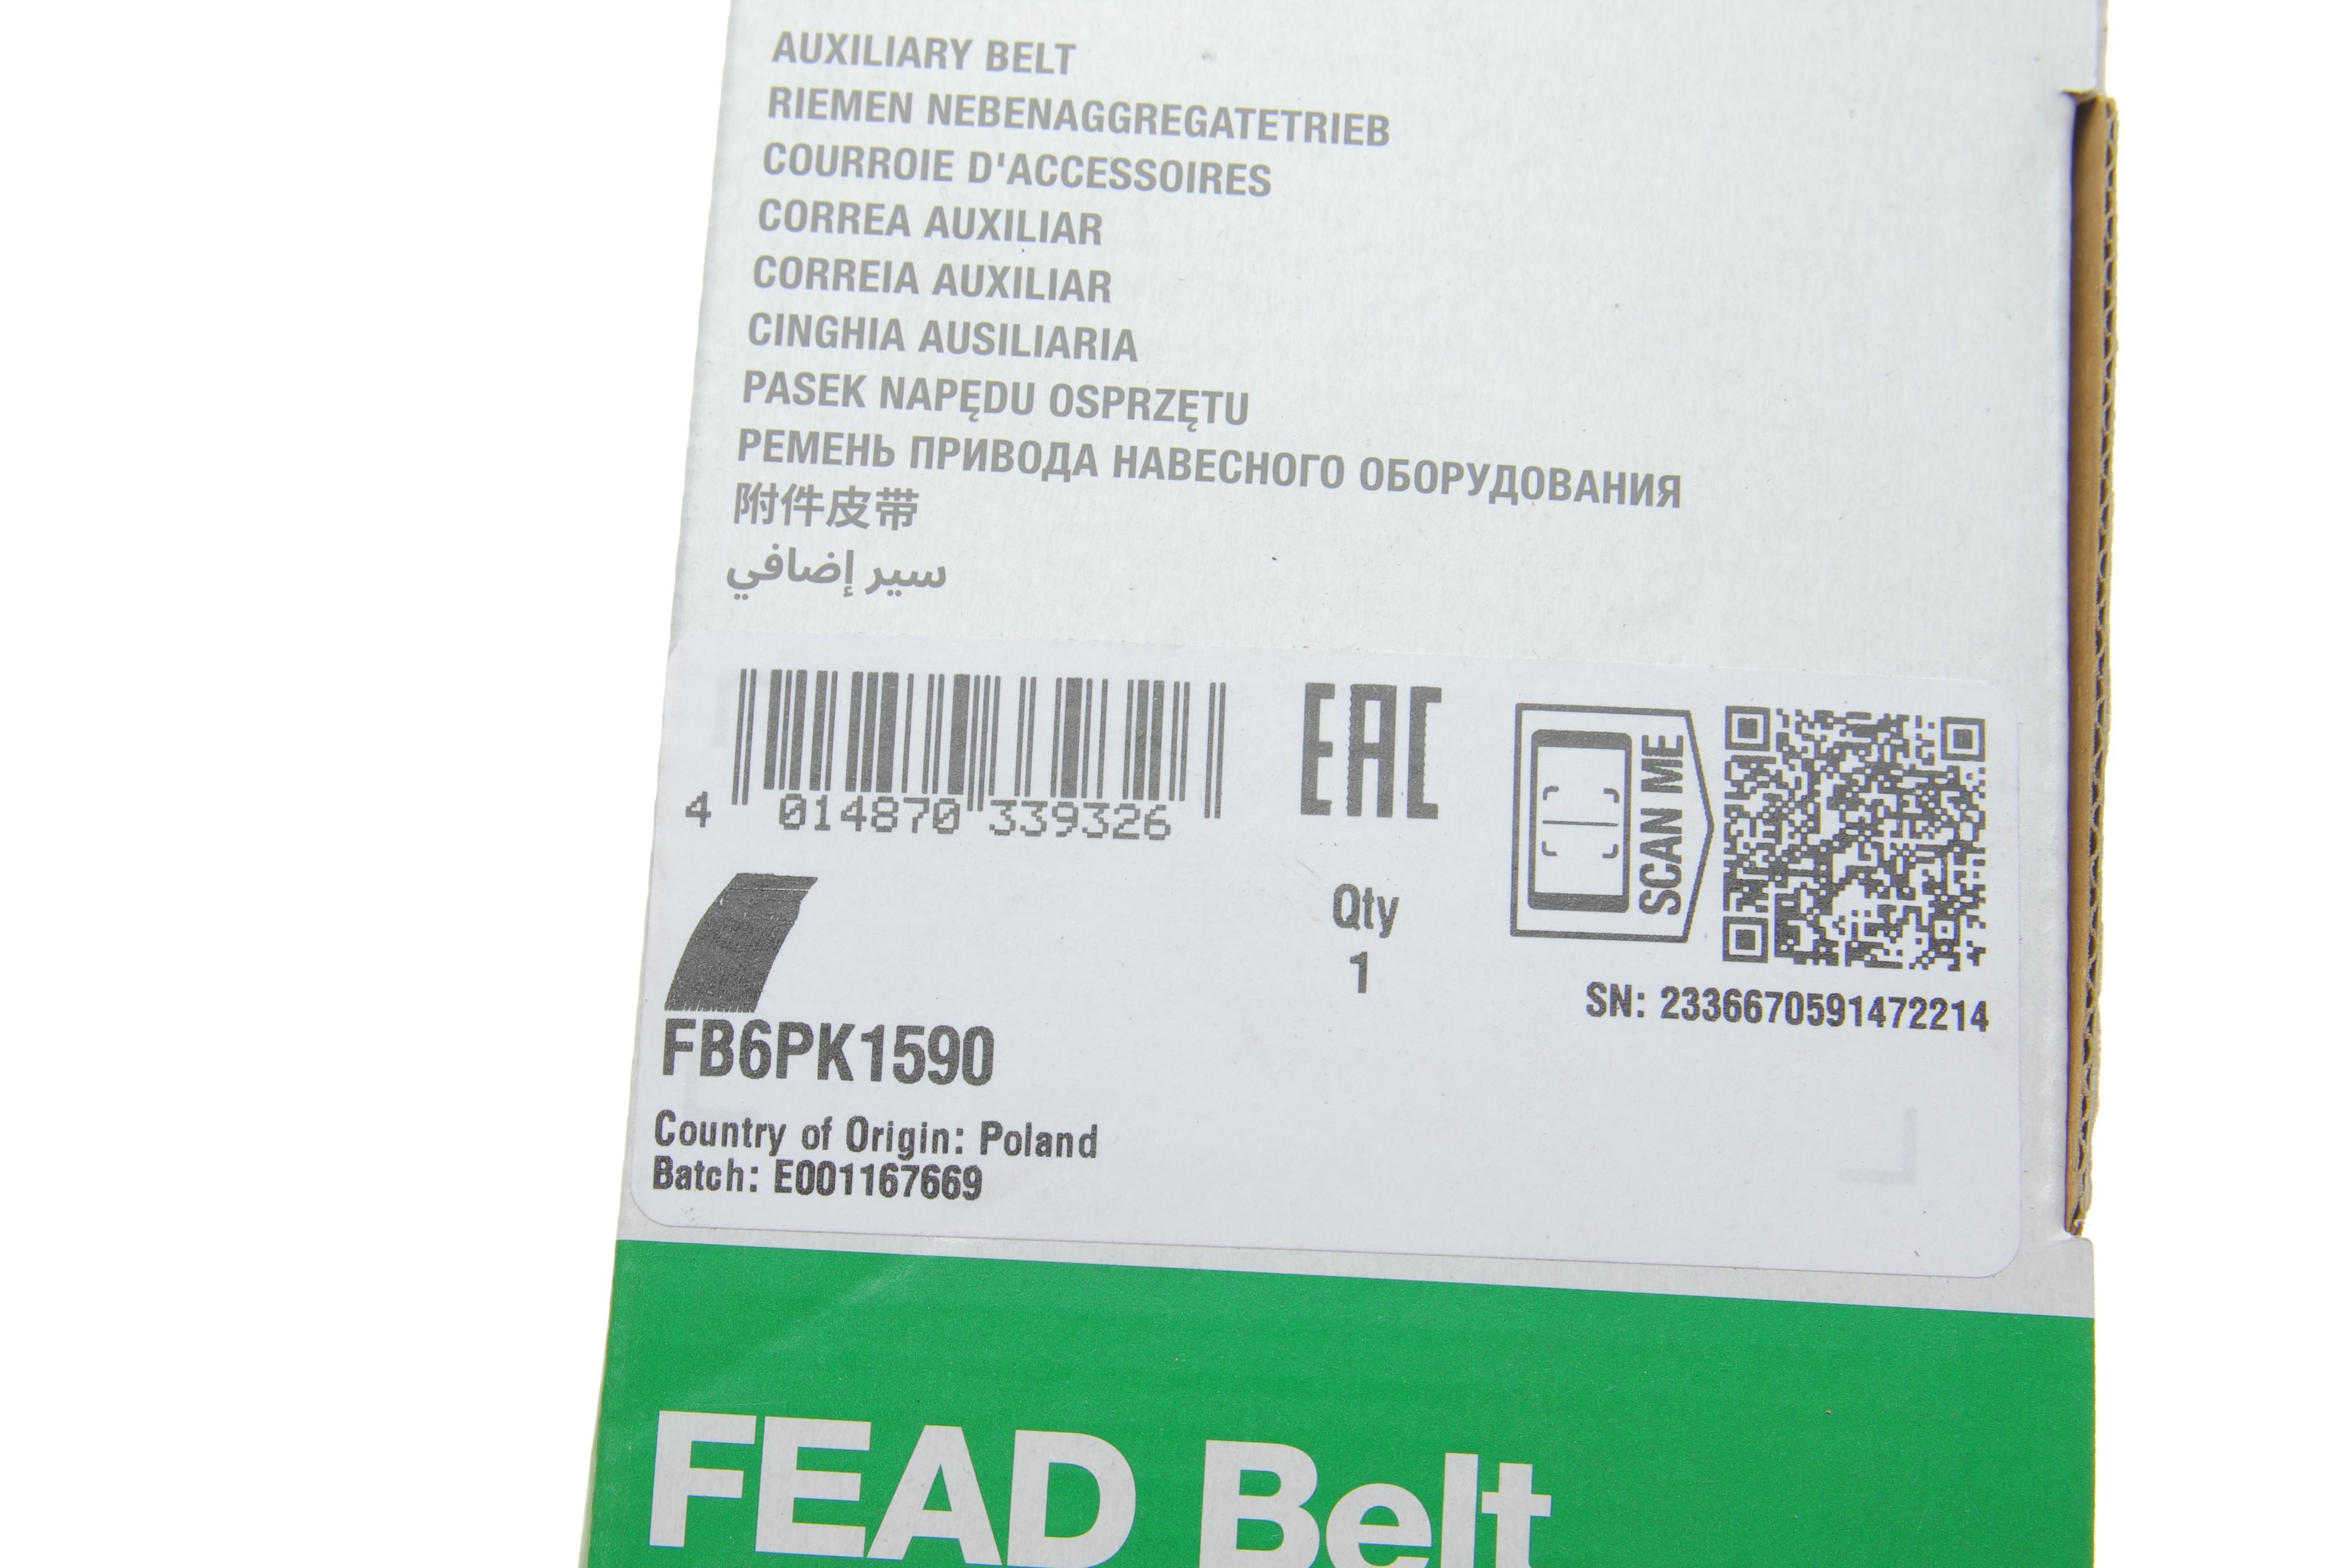 AUXILIARY BELT
RIEMEN NEBENAGGREGATETRIEB
COURROIE D'ACCESSOIRES
CORREA AUXILIAR
CORREIA AUXILIAR
CINGHIA AUSILIARIA
PASEK NAPĘDU OSPRZĘTU
РЕМЕНЬ ПРИВОДА НАВЕСНОГО ОБОРУДОВАНИЯ
附件皮带
سير إضافي
4 014870 339326
EAC
SCAN ME
Qty
1
SN: 2336670591472214
FB6PK1590
Country of Origin: Poland
Batch: E001167669
FEAD Belt